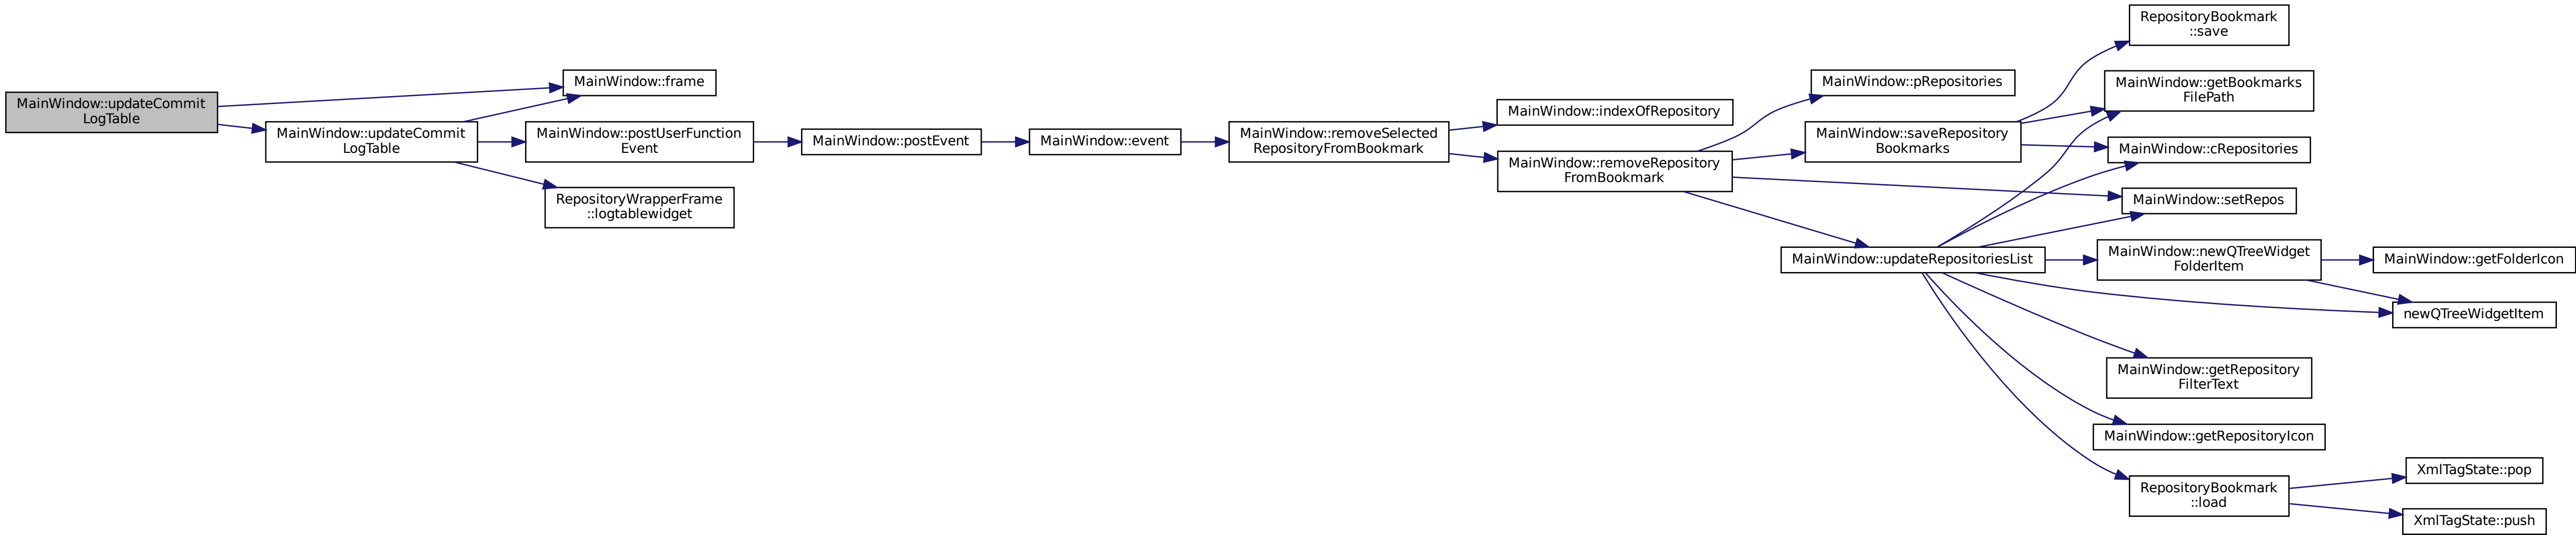 MainWindow::updateCommit
LogTable
MainWindow::frame
MainWindow::updateCommit
LogTable
MainWindow::postUserFunction
Event
RepositoryWrapperFrame
::logtablewidget
MainWindow::postEvent
MainWindow::event
MainWindow::removeSelected
RepositoryFromBookmark
MainWindow::indexOfRepository
MainWindow::removeRepository
FromBookmark
MainWindow::pRepositories
MainWindow::saveRepository
Bookmarks
MainWindow::updateRepositoriesList
RepositoryBookmark
::save
MainWindow::getBookmarks
FilePath
MainWindow::cRepositories
MainWindow::setRepos
MainWindow::newQTreeWidget
FolderItem
MainWindow::getFolderIcon
newQTreeWidgetItem
MainWindow::getRepository
FilterText
MainWindow::getRepositoryIcon
RepositoryBookmark
::load
XmlTagState::pop
XmlTagState::push